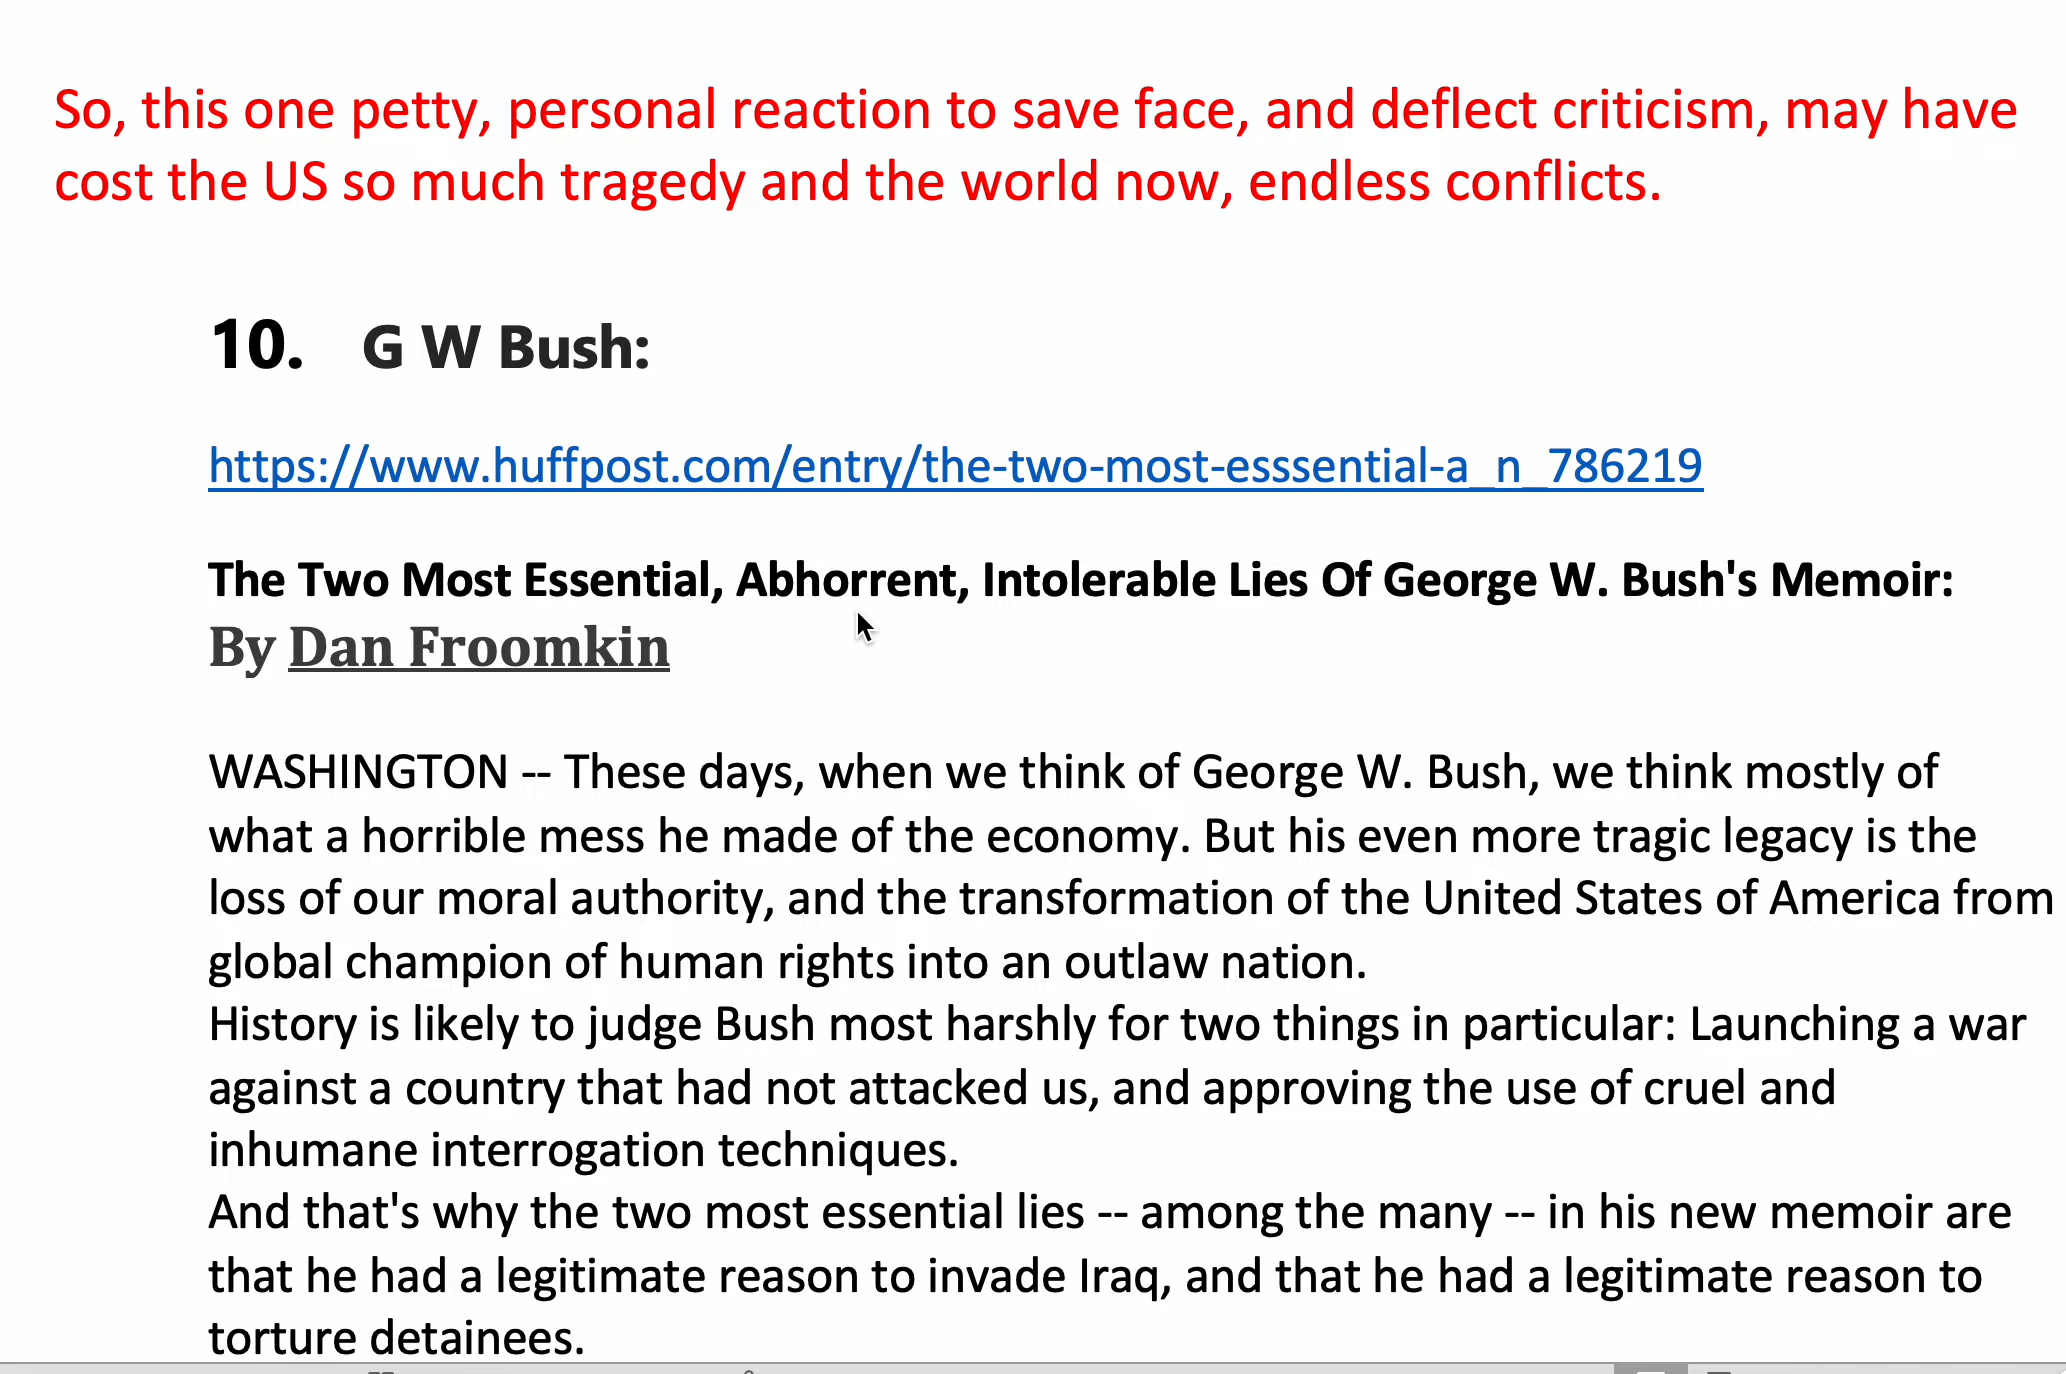 So, this one petty, personal reaction to save face, and deflect criticism, may have
cost the US so much tragedy and the world now, endless conflicts.
10. G W Bush:
https://www.huffpost.com/entry/the-two-most-esssential-a_n_786219
The Two Most Essential, Abhorrent, Intolerable Lies Of George W. Bush's Memoir:
By Dan Froomkin
WASHINGTON -- These days, when we think of George W. Bush, we think mostly of
what a horrible mess he made of the economy. But his even more tragic legacy is the
loss of our moral authority, and the transformation of the United States of America from
global champion of human rights into an outlaw nation.
History is likely to judge Bush most harshly for two things in particular: Launching a war
against a country that had not attacked us, and approving the use of cruel and
inhumane interrogation techniques.
And that's why the two most essential lies -- among the many -- in his new memoir are
that he had a legitimate reason to invade Iraq, and that he had a legitimate reason to
torture detainees.